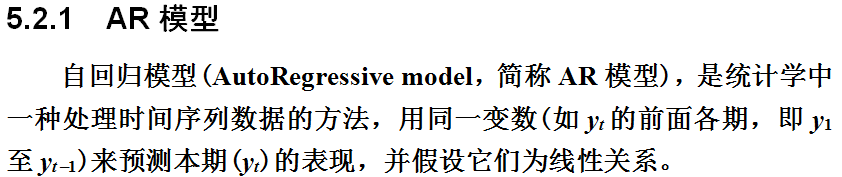 5.2.1 AR 模型
自回归模型(AutoRegressive model，简称 AR 模型)，是统计学中
一种处理时间序列数据的方法，用同一变数(如 yt 的前面各期，即 y1
至 yt−1)来预测本期(yt)的表现，并假设它们为线性关系。